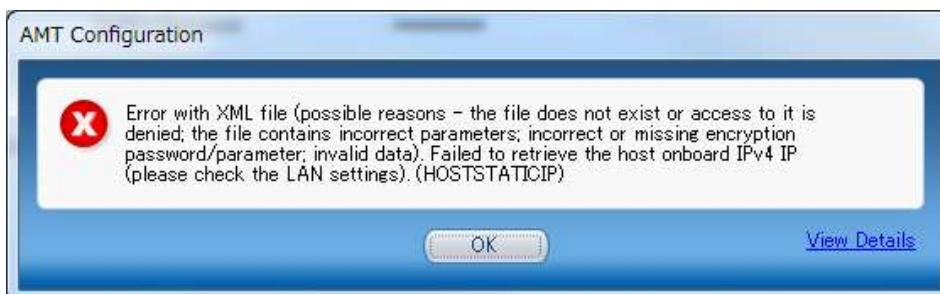 AMT Configuration
Error with XML file (possible reasons - the file does not exist or access to it is
denied; the file contains incorrect parameters; incorrect or missing encryption
password/parameter; invalid data). Failed to retrieve the host onboard IPv4 IP
(please check the LAN settings). (HOSTSTATICIP)
OK
View Details